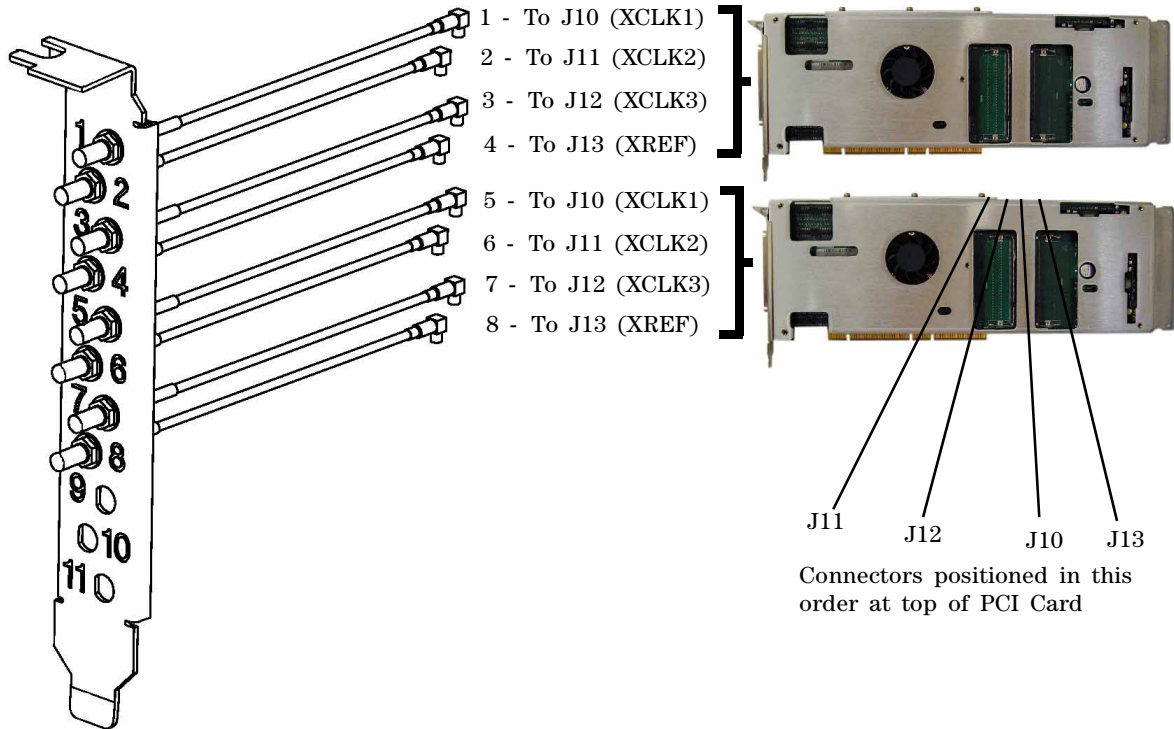 1 - To J10 (XCLK1)
2 - To J11 (XCLK2)
3 - To J12 (XCLK3)
4 - To J13 (XREF)
5 - To J10 (XCLK1)
6 - To J11 (XCLK2)
7 - To J12 (XCLK3)
8 - To J13 (XREF)
1
2
3
4
5
6
7
8
9
10
11
J11
J12
J10
J13
Connectors positioned in this
order at top of PCI Card